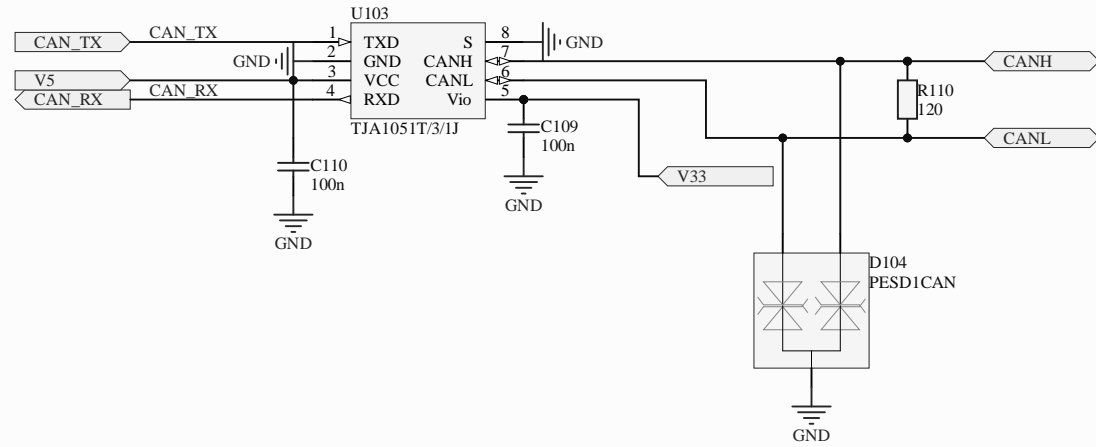 U103
CAN_TX CAN_TX 1 TXD S 8 GND
GND 2 GND CANH 7 CANH
V5 3 VCC CANL 6
CAN_RX CAN_RX 4 RXD Vio 5
TJA1051T/3/1J
R110
120
C109
100n
CANL
C110
100n
V33
GND
GND
D104
PESD1CAN
GND